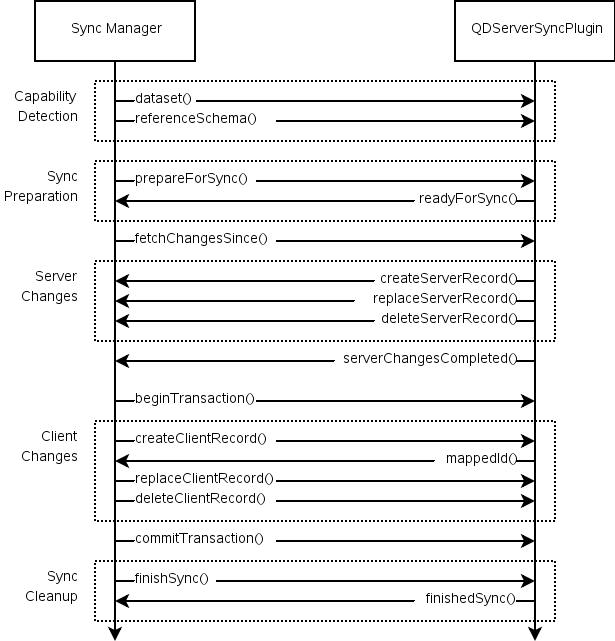 Sync Manager
QDServerSyncPlugin
Capability
Detection
dataset()
referenceSchema()
Sync
Preparation
prepareForSync()
readyForSync()
fetchChangesSince()
Server
Changes
createServerRecord()
replaceServerRecord()
deleteServerRecord()
serverChangesCompleted()
beginTransaction()
Client
Changes
createClientRecord()
mappedId()
replaceClientRecord()
deleteClientRecord()
commitTransaction()
Sync
Cleanup
finishSync()
finishedSync()